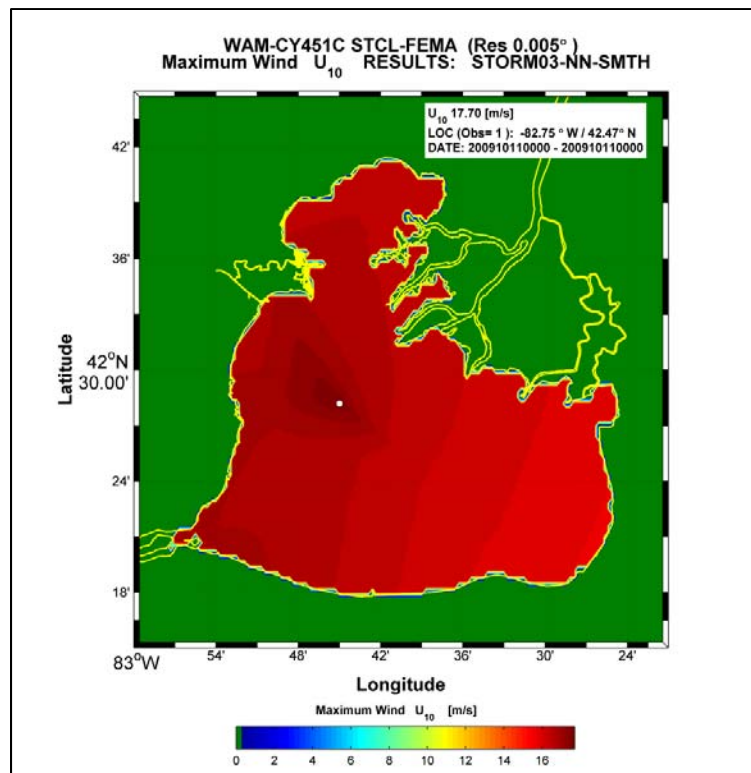 WAM-CY451C STCL-FEMA (Res 0.005°)
Maximum Wind U10 RESULTS: STORM03-NN-SMTH
U10 17.70 [m/s]
LOC (Obs= 1 ): -82.75 ° W / 42.47° N
DATE: 200910110000 - 200910110000
42'
36'
Latitude
42°N
30.00'
24'
18'
83°W
54'
48'
42'
36'
30'
24'
Longitude
Maximum Wind U10 [m/s]
0 2 4 6 8 10 12 14 16